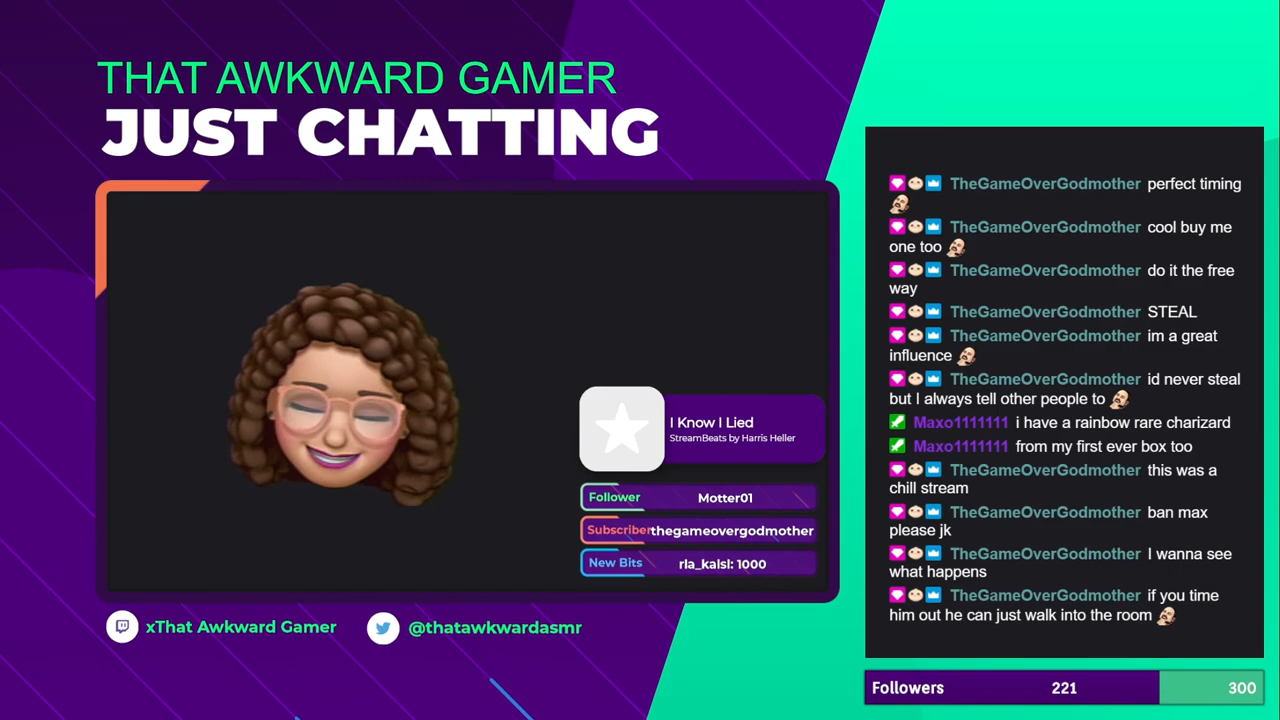 THAT AWKWARD GAMER
JUST CHATTING
I Know I Lied
StreamBeats by Harris Heller
Follower Motter01
Subscriber thegameovergodmother
New Bits rla_kaisl: 1000
xThat Awkward Gamer @thatawkwardasmr
TheGameOverGodmother perfect timing
TheGameOverGodmother cool buy me
one too
TheGameOverGodmother do it the free
way
TheGameOverGodmother STEAL
TheGameOverGodmother im a great
influence
TheGameOverGodmother id never steal
but I always tell other people to
Maxo1111111 i have a rainbow rare charizard
Maxo1111111 from my first ever box too
TheGameOverGodmother this was a
chill stream
TheGameOverGodmother ban max
please jk
TheGameOverGodmother I wanna see
what happens
TheGameOverGodmother if you time
him out he can just walk into the room
Followers 221 300